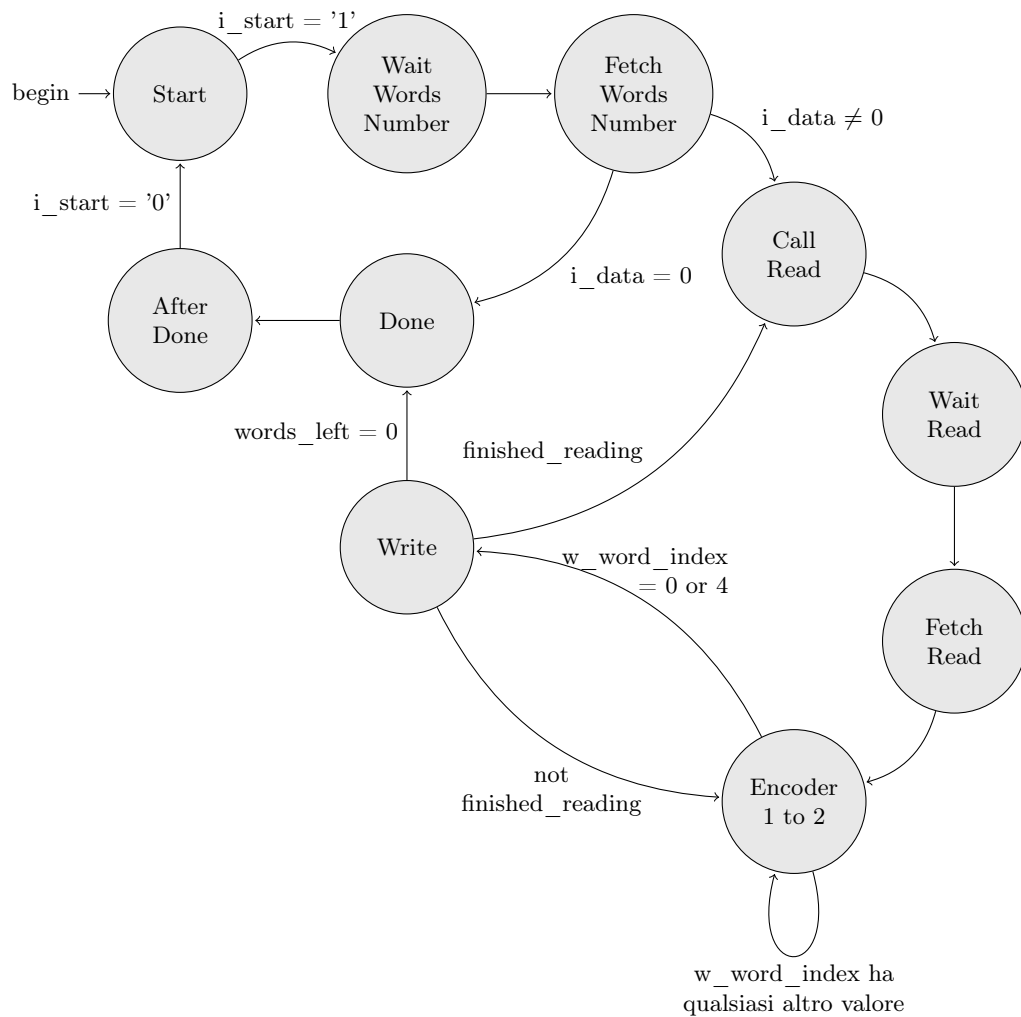 i_start = '1'
begin
Start
Wait
Words
Number
Fetch
Words
Number
i_data ≠ 0
i_start = '0'
Call
Read
i_data = 0
After
Done
Done
Wait
Read
words_left = 0
finished_reading
Write
w_word_index
= 0 or 4
Fetch
Read
not
finished_reading
Encoder
1 to 2
w_word_index ha
qualsiasi altro valore